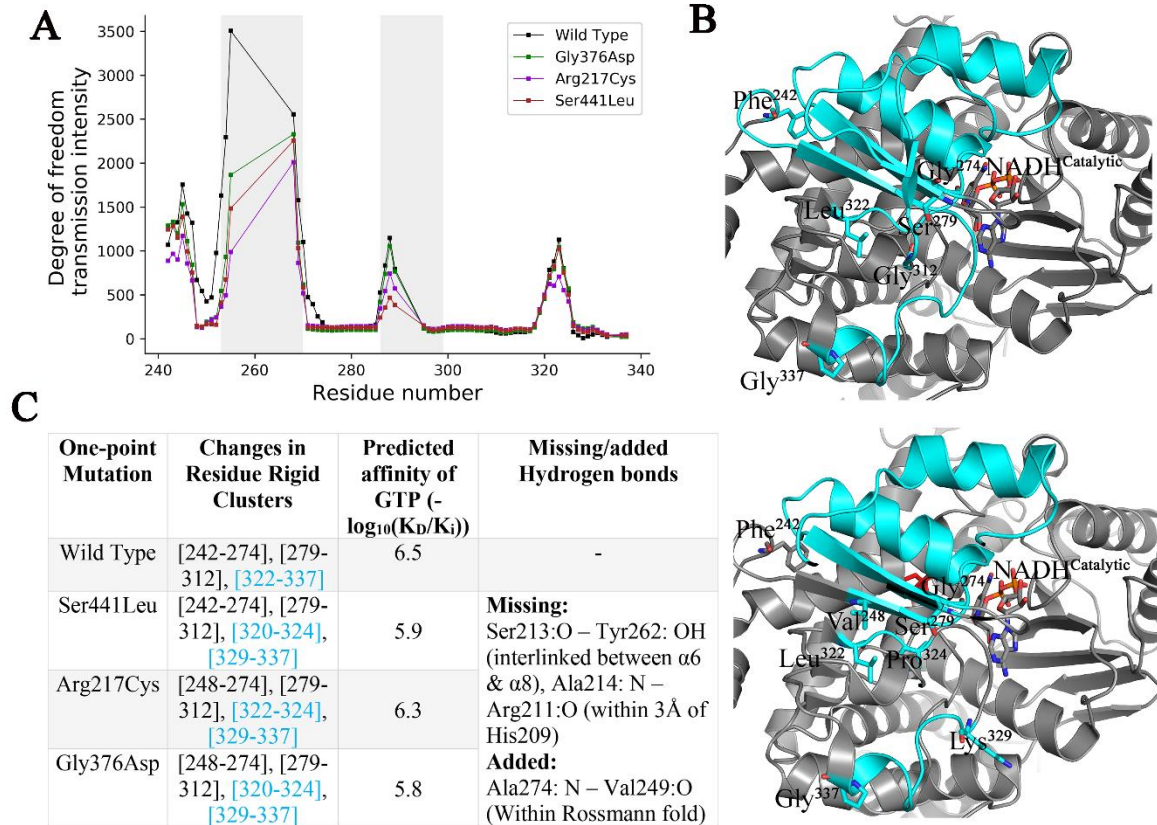 A
Degree of freedom
transmission intensity
3500
3000
2500
2000
1500
1000
500
0
240
260
280
300
320
340
Residue number
Wild Type
Gly376Asp
Arg217Cys
Ser441Leu
B
Phe242
Gly274 NADHCatalytic
Leu322
Ser279
Gly312
Gly337
C
One-point
Mutation
Changes in
Residue Rigid
Clusters
Predicted
affinity of
GTP (-
log10(KD/Ki))
Missing/added
Hydrogen bonds
Wild Type
[242-274], [279-
312], [322-337]
6.5
-
Ser441Leu
[242-274], [279-
312], [320-324],
[329-337]
5.9
Arg217Cys
[248-274], [279-
312], [322-324],
[329-337]
6.3
Gly376Asp
[248-274], [279-
312], [320-324],
[329-337]
5.8
Missing:
Ser213:O – Tyr262: OH
(interlinked between α6
& α8), Ala214: N –
Arg211:O (within 3Å of
His209)
Added:
Ala274: N – Val249:O
(Within Rossmann fold)
Phe242
Gly274 NADHCatalytic
Val248
Ser279
Leu322
Pro324
Lys329
Gly337